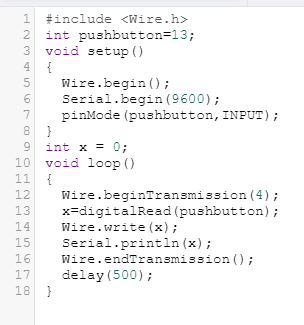 1 #include <Wire.h>
2 int pushbutton=13;
3 void setup()
4 {
5   Wire.begin();
6   Serial.begin(9600);
7   pinMode(pushbutton,INPUT);
8 }
9 int x = 0;
10 void loop()
11 {
12   Wire.beginTransmission(4);
13   x=digitalRead(pushbutton);
14   Wire.write(x);
15   Serial.println(x);
16   Wire.endTransmission();
17   delay(500);
18 }